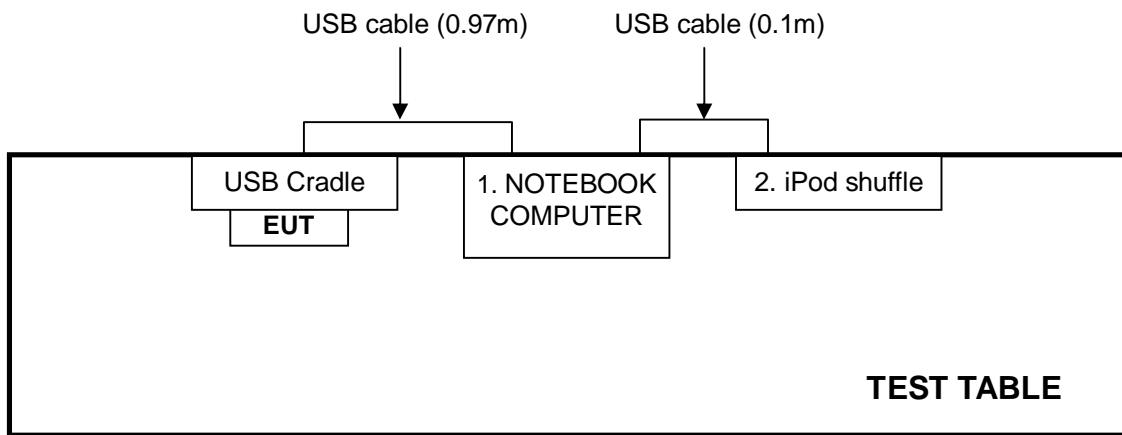 USB cable (0.97m)
USB cable (0.1m)
USB Cradle
EUT
1. NOTEBOOK
COMPUTER
2. iPod shuffle
TEST TABLE